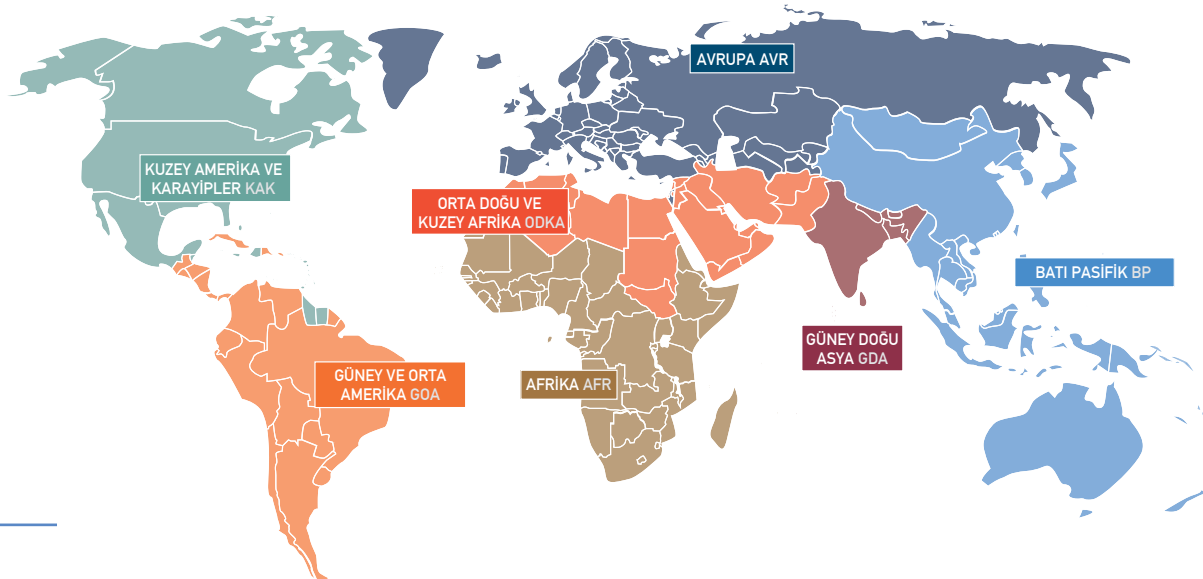 AVRUPA AVR
KUZEY AMERİKA VE
KARAYİPLER KAK
ORTA DOĞU VE
KUZEY AFRİKA ODKA
BATI PASİFİK BP
GÜNEY DOĞU
ASYA GDA
GÜNEY VE ORTA
AMERİKA GOA
AFRİKA AFR